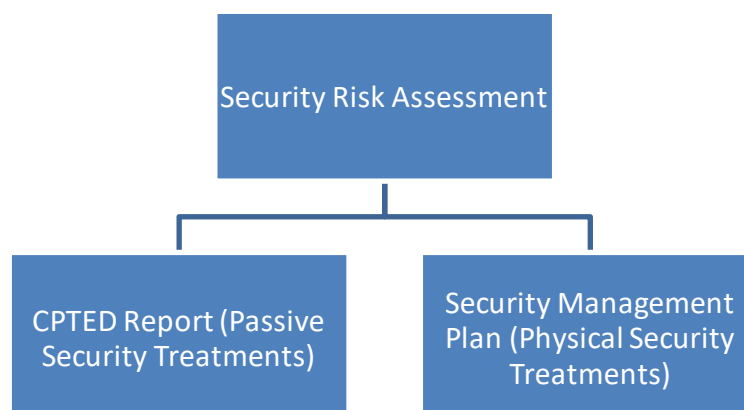 Security Risk Assessment
CPTED Report (Passive
Security Treatments)
Security Management
Plan (Physical Security
Treatments)